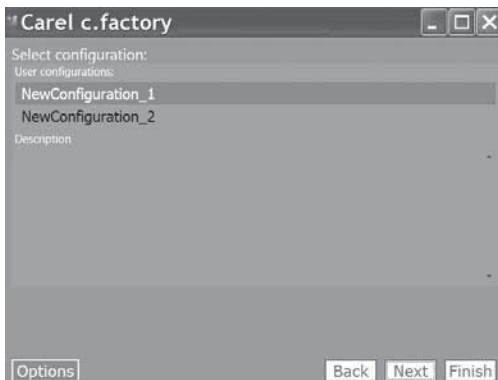 Carel c.factory
Select configuration:
User configurations:
NewConfiguration_1
NewConfiguration_2
Description
Options Back Next Finish